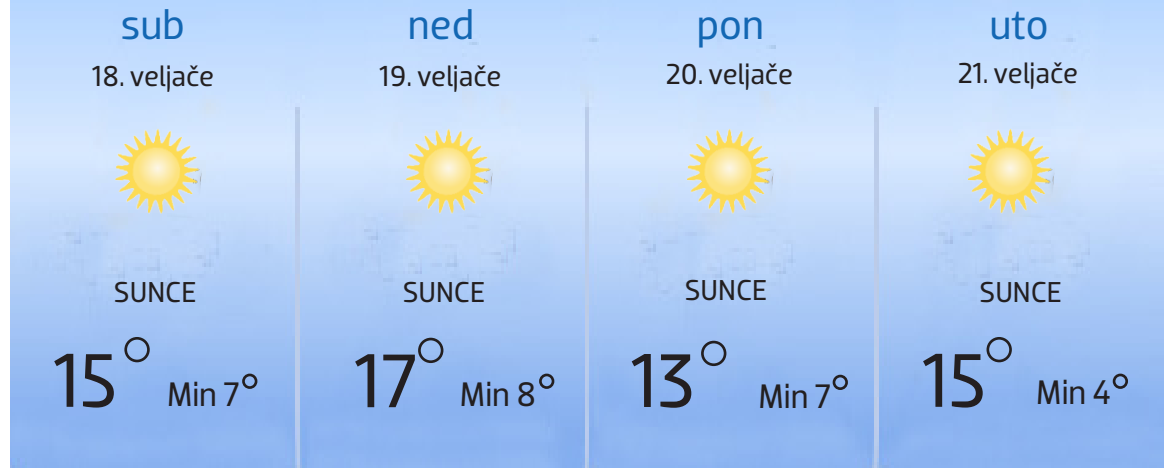 sub
18. veljače
SUNCE
15° Min 7°
ned
19. veljače
SUNCE
17° Min 8°
pon
20. veljače
SUNCE
13° Min 7°
uto
21. veljače
SUNCE
15° Min 4°